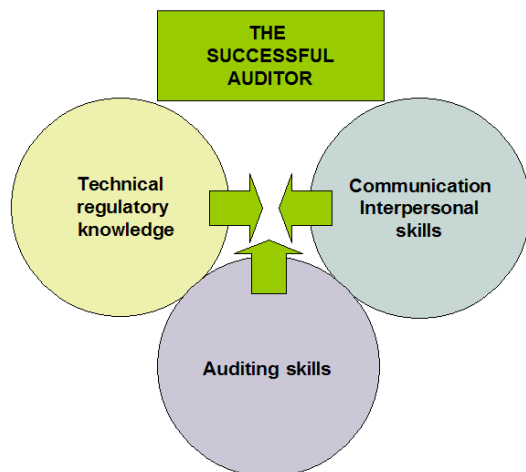 THE
SUCCESSFUL
AUDITOR
Technical
regulatory
knowledge
Communication
Interpersonal
skills
Auditing skills